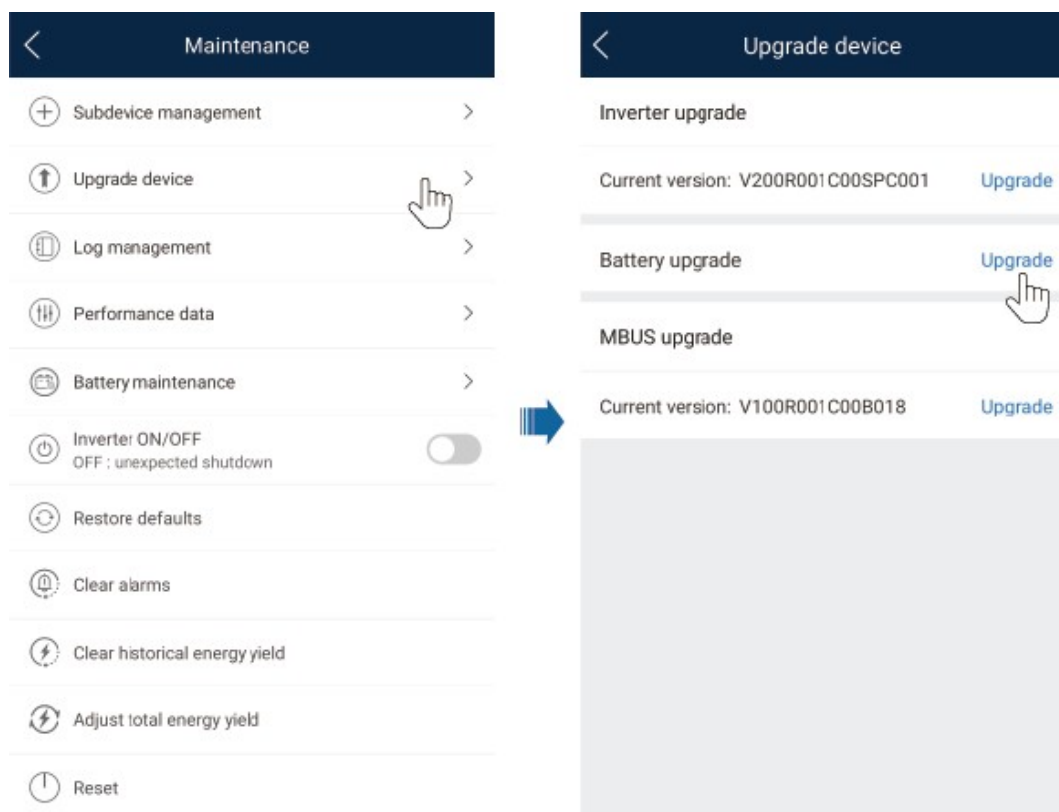 Maintenance
Subdevice management
Upgrade device
Log management
Performance data
Battery maintenance
Inverter ON/OFF
OFF : unexpected shutdown
Restore defaults
Clear alarms
Clear historical energy yield
Adjust total energy yield
Reset
Upgrade device
Inverter upgrade
Current version: V200R001C00SPC001 Upgrade
Battery upgrade Upgrade
MBUS upgrade
Current version: V100R001C00B018 Upgrade